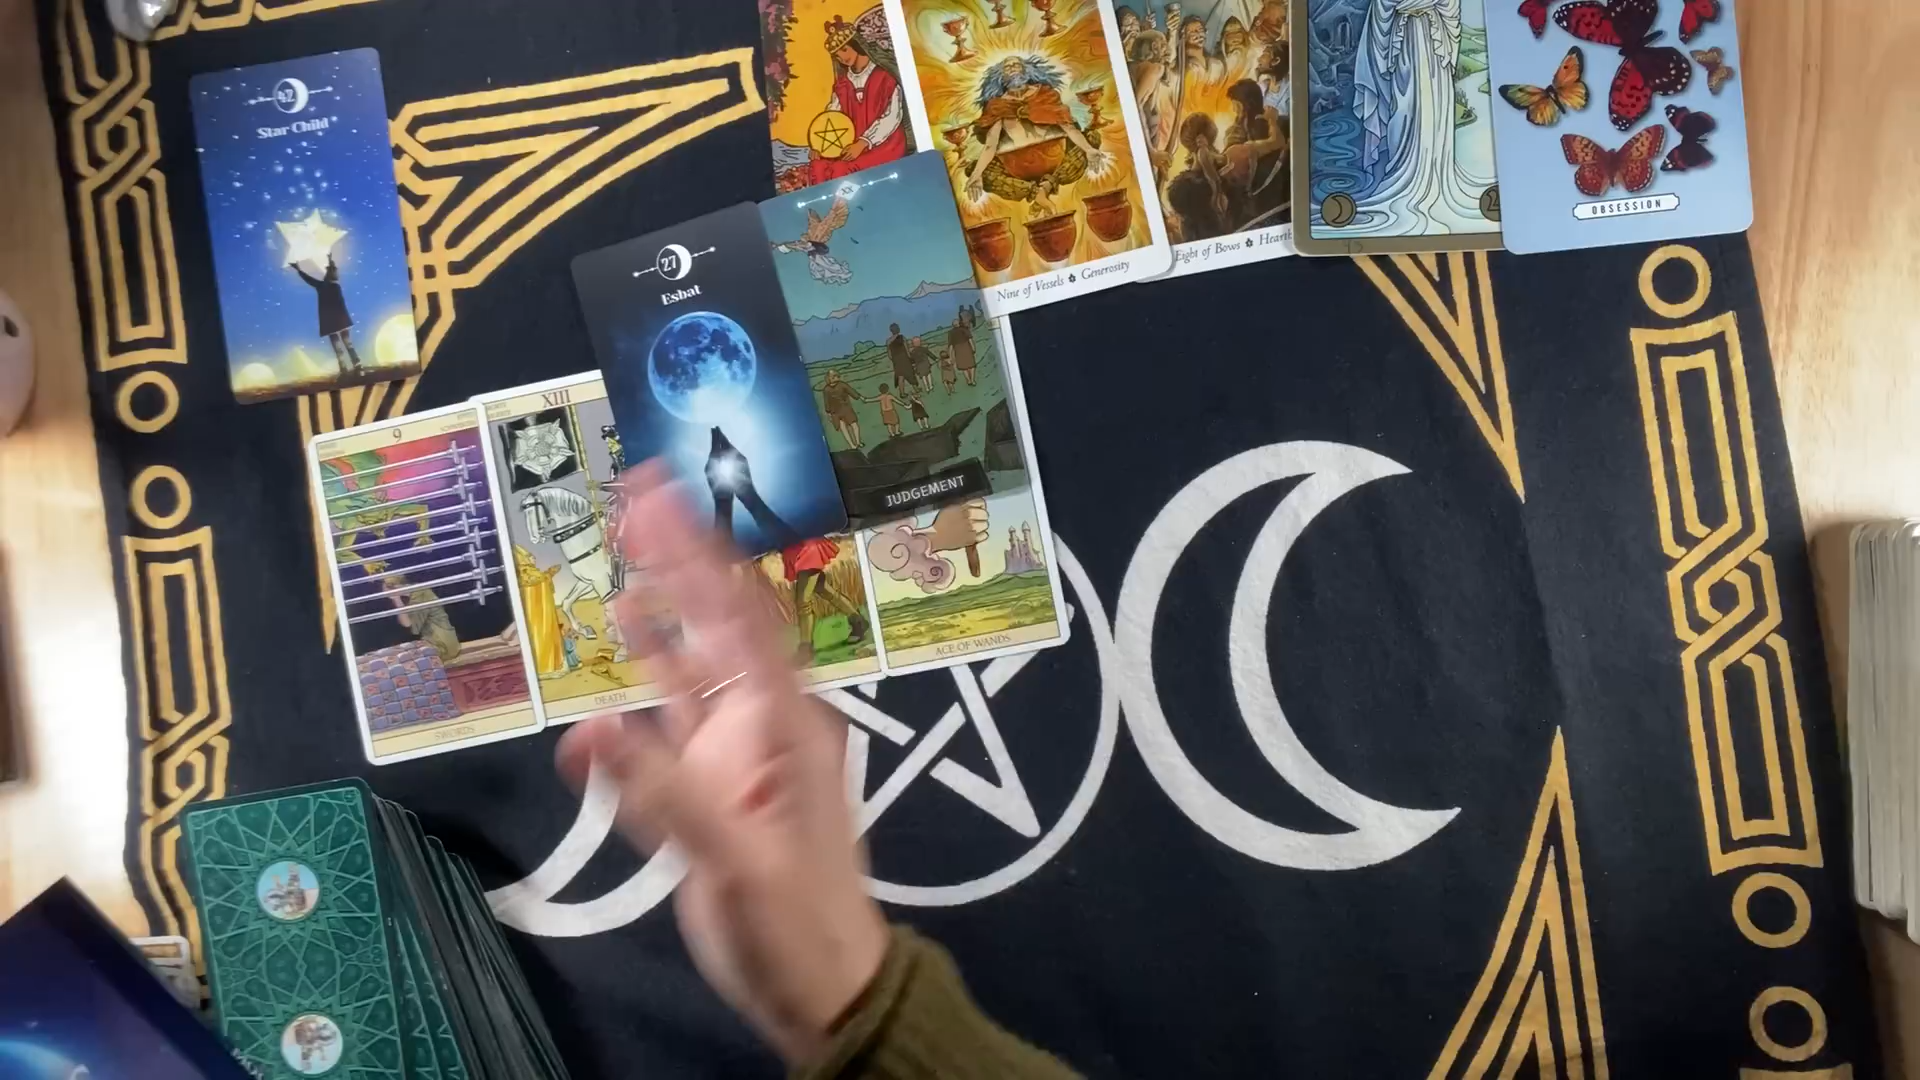 42
Star Child
27
Esbat
XX
JUDGEMENT
Nine of Vessels Generosity
Eight of Bows Hearth
OBSESSION
9
SWORDS
XIII
DEATH
ACE OF WANDS